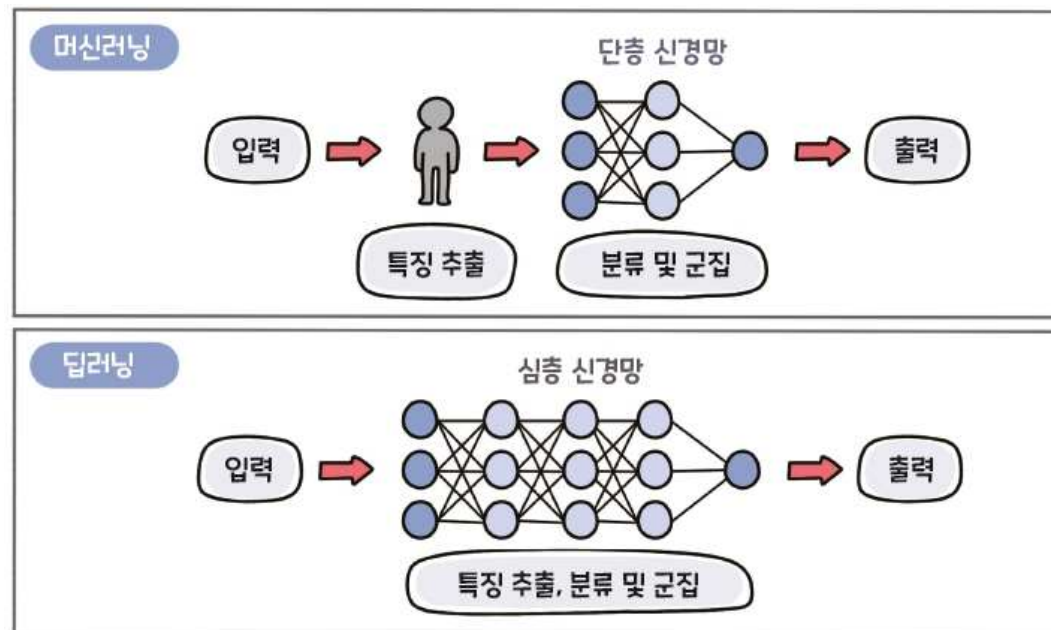 머신러닝
단층 신경망
입력
출력
특징 추출
분류 및 군집
딥러닝
심층 신경망
입력
출력
특징 추출, 분류 및 군집